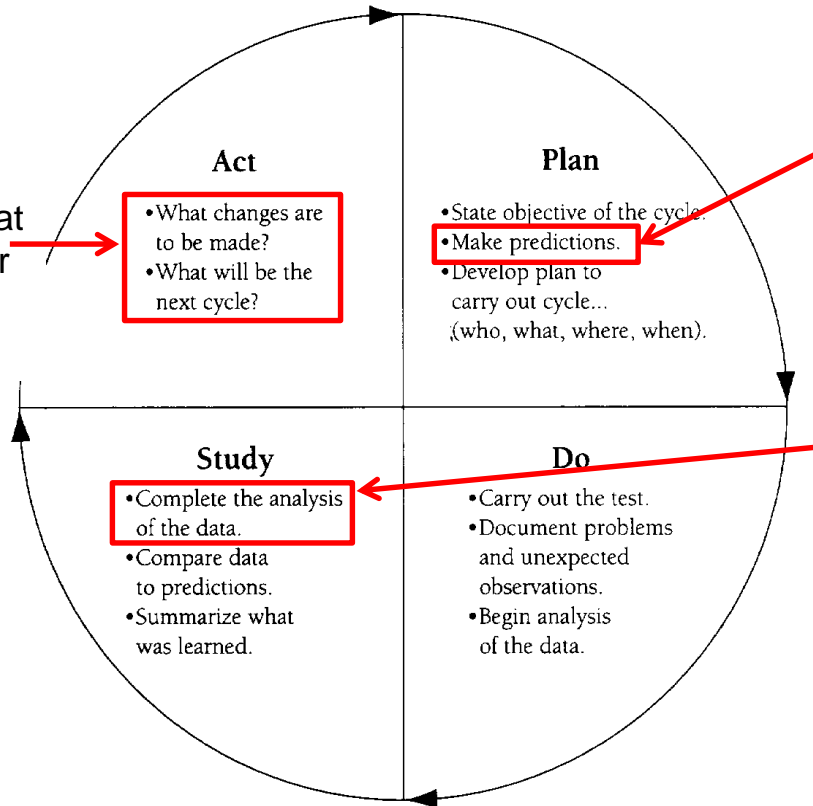 at
r
Act
•What changes are
to be made?
•What will be the
next cycle?
Plan
•State objective of the cycle.
•Make predictions.
•Develop plan to
carry out cycle...
(who, what, where, when).
Study
•Complete the analysis
of the data.
•Compare data
to predictions.
•Summarize what
was learned.
Do
•Carry out the test.
•Document problems
and unexpected
observations.
•Begin analysis
of the data.